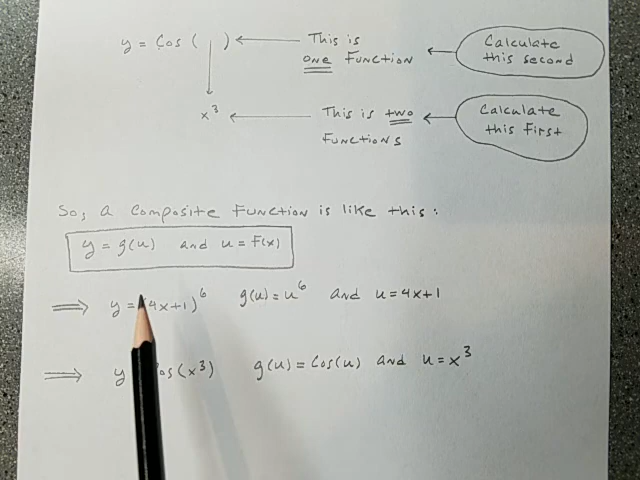 y = Cos ( ) ← This is ONE Function ← Calculate this second
x³ ← This is two Functions ← Calculate this First
So, a Composite Function is like this:
y = g(u) and u = F(x)
⇒ y = (4x+1)⁶ g(u) = u⁶ and u = 4x+1
⇒ y os(x³) g(u) = Cos(u) and u = x³